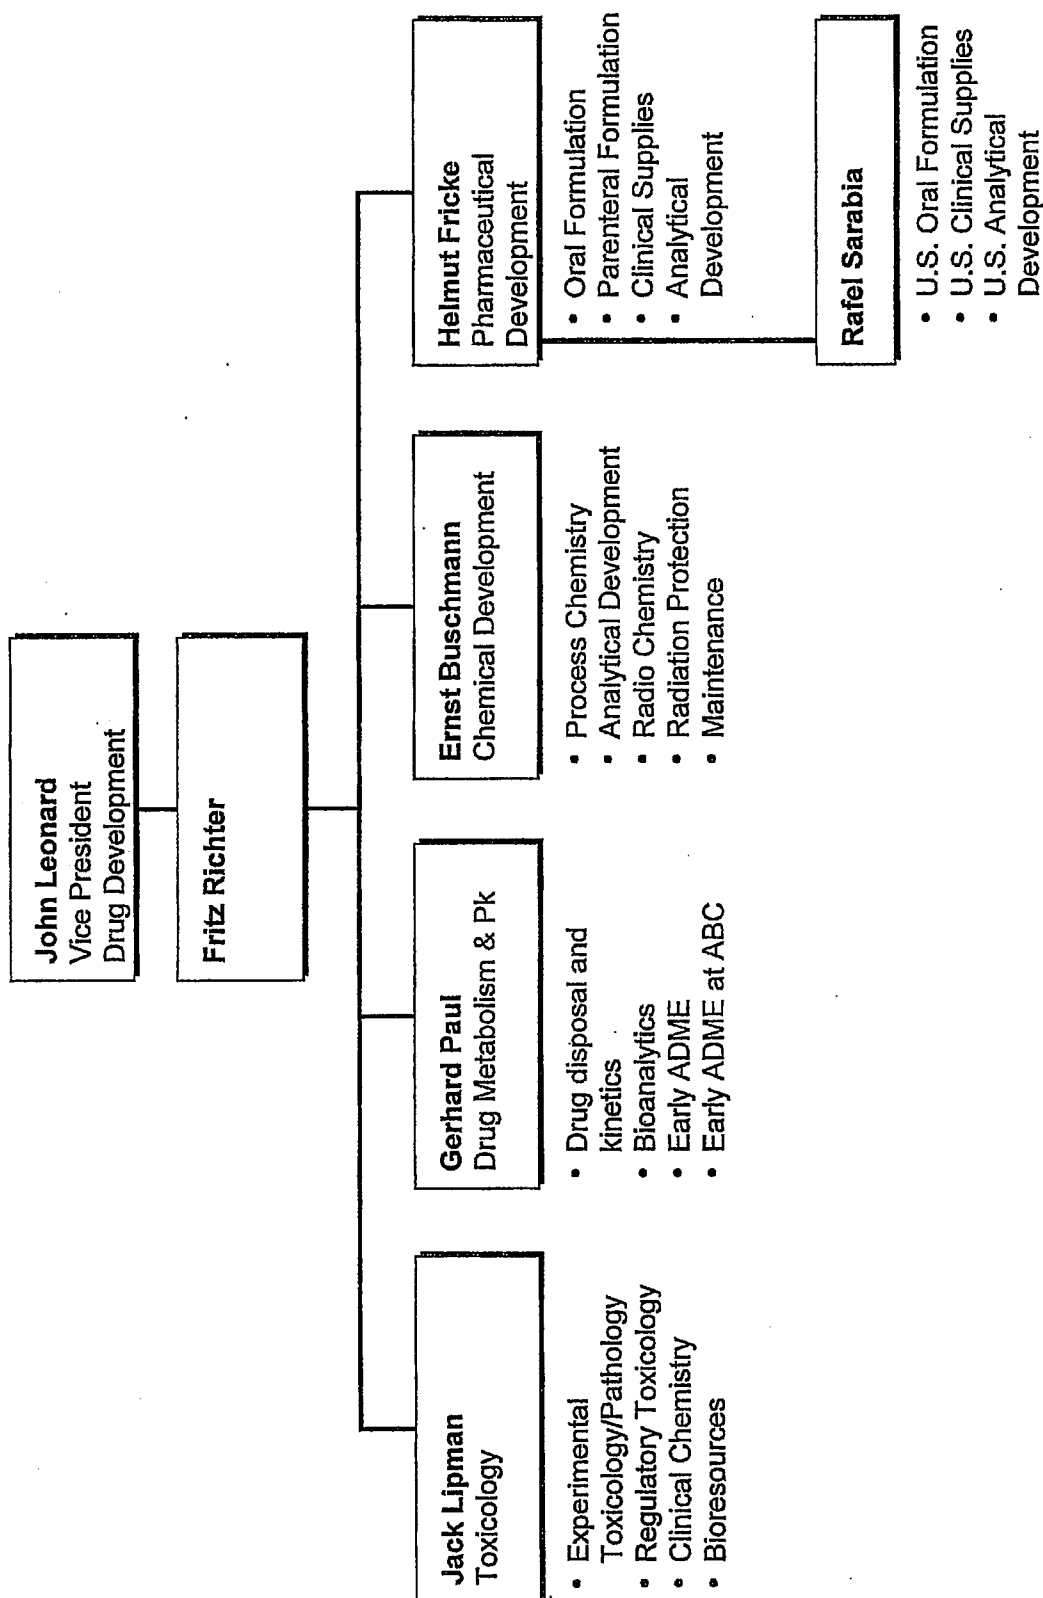 John Leonard
Vice President
Drug Development
Fritz Richter
Jack Lipman
Toxicology
• Experimental
Toxicology/Pathology
• Regulatory Toxicology
• Clinical Chemistry
• Bioresources
Gerhard Paul
Drug Metabolism & Pk
• Drug disposal and
kinetics
• Bioanalytics
• Early ADME
• Early ADME at ABC
Ernst Buschmann
Chemical Development
• Process Chemistry
• Analytical Development
• Radio Chemistry
• Radiation Protection
• Maintenance
Helmut Fricke
Pharmaceutical
Development
• Oral Formulation
• Parenteral Formulation
• Clinical Supplies
• Analytical
Development
Rafel Sarabia
• U.S. Oral Formulation
• U.S. Clinical Supplies
• U.S. Analytical
Development